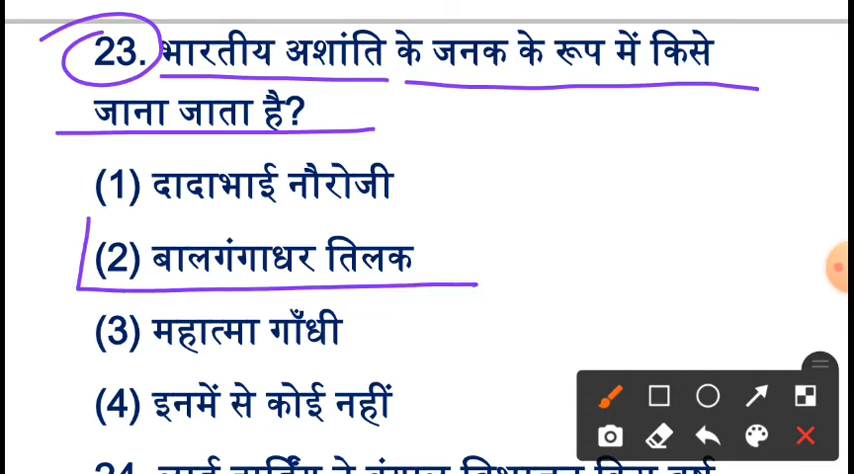 23. भारतीय अशांति के जनक के रूप में किसे
जाना जाता है?
(1) दादाभाई नौरोजी
(2) बालगंगाधर तिलक
(3) महात्मा गाँधी
(4) इनमें से कोई नहीं